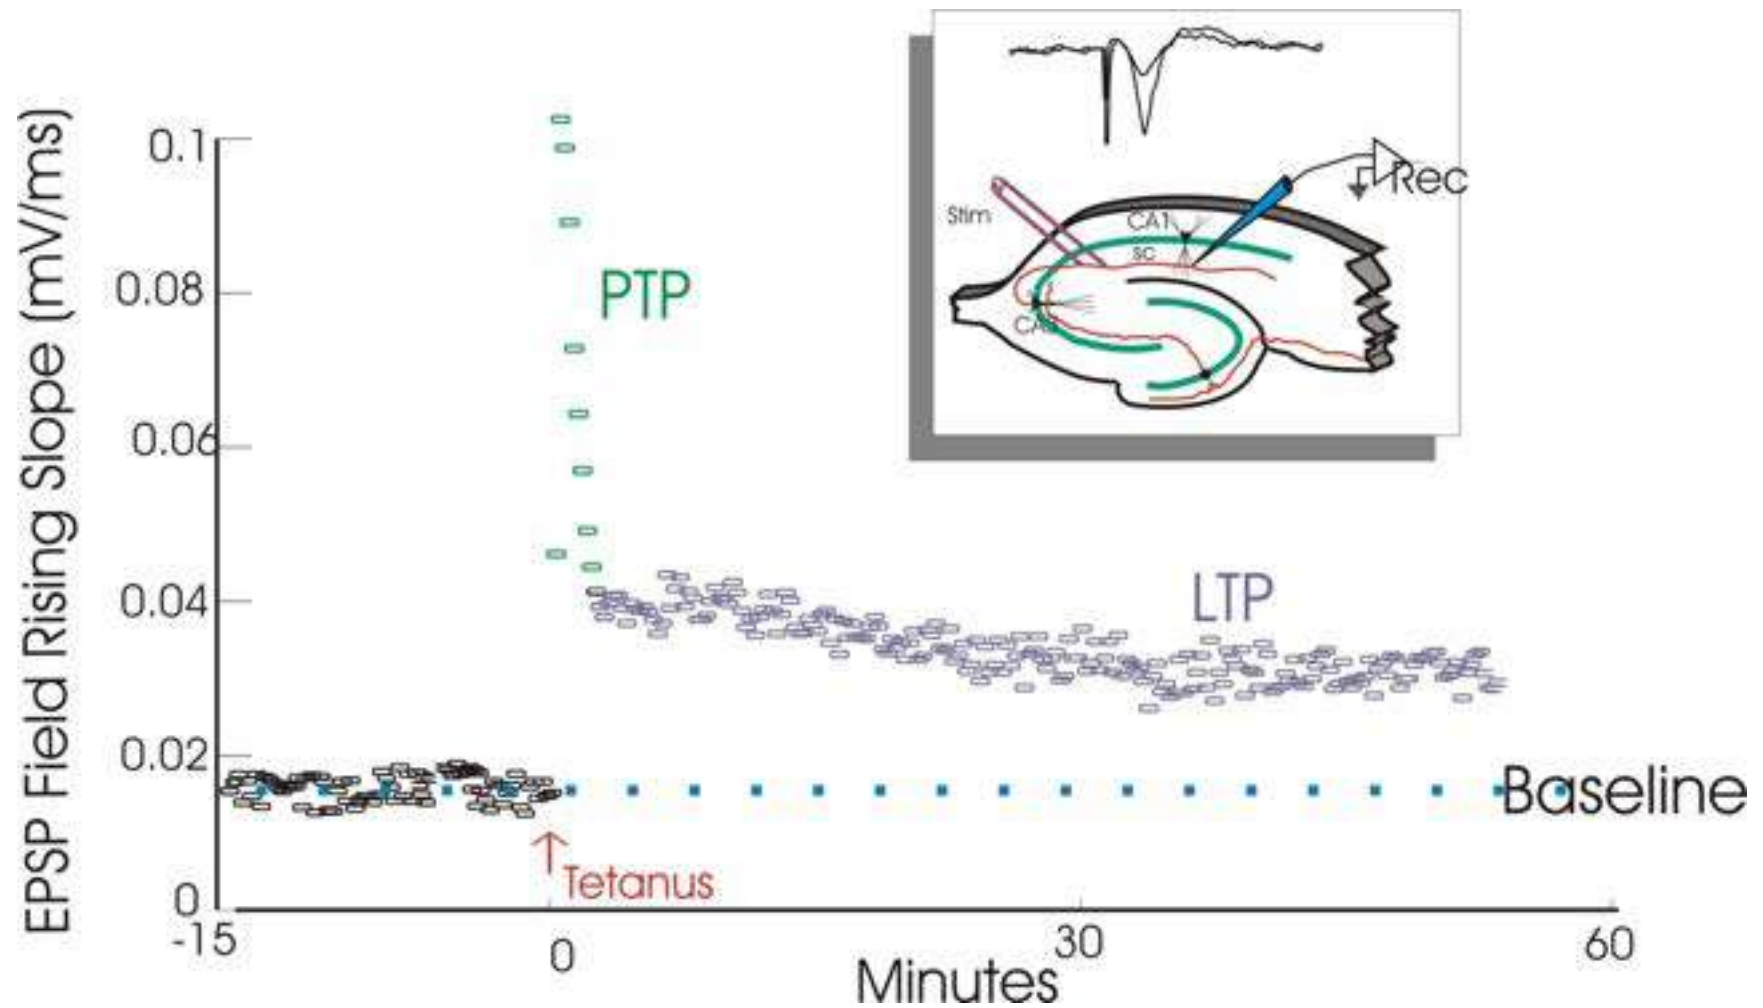 EPSP Field Rising Slope (mV/ms)
0.1
0.08
0.06
0.04
0.02
0
-15
0
30
60
Minutes
PTP
LTP
Baseline
Tetanus
Stim
Rec
CA1
SC